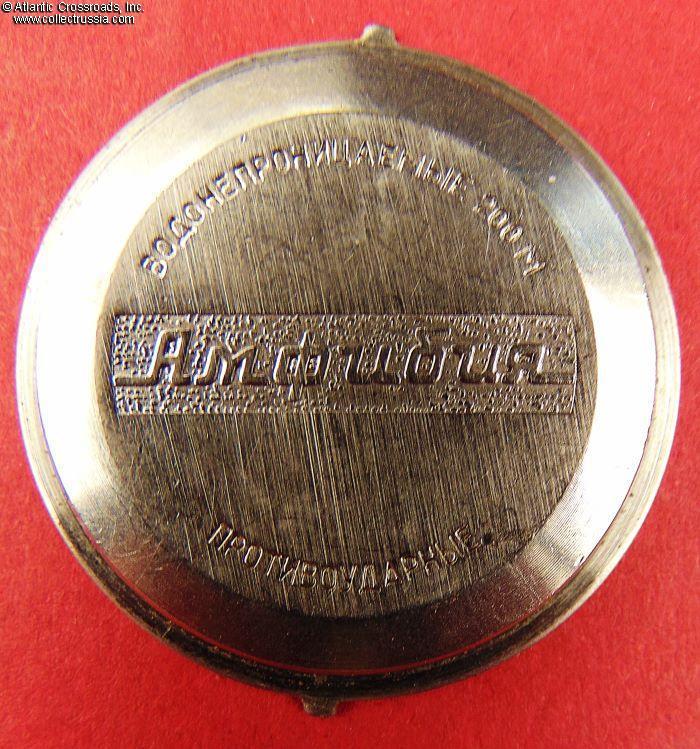 © Atlantic Crossroads, Inc.
www.collectrussia.com
ВОДОНЕПРОНИЦАЕМЫЕ 200 М
Амфибия
ПРОТИВОУДАРНЫЕ